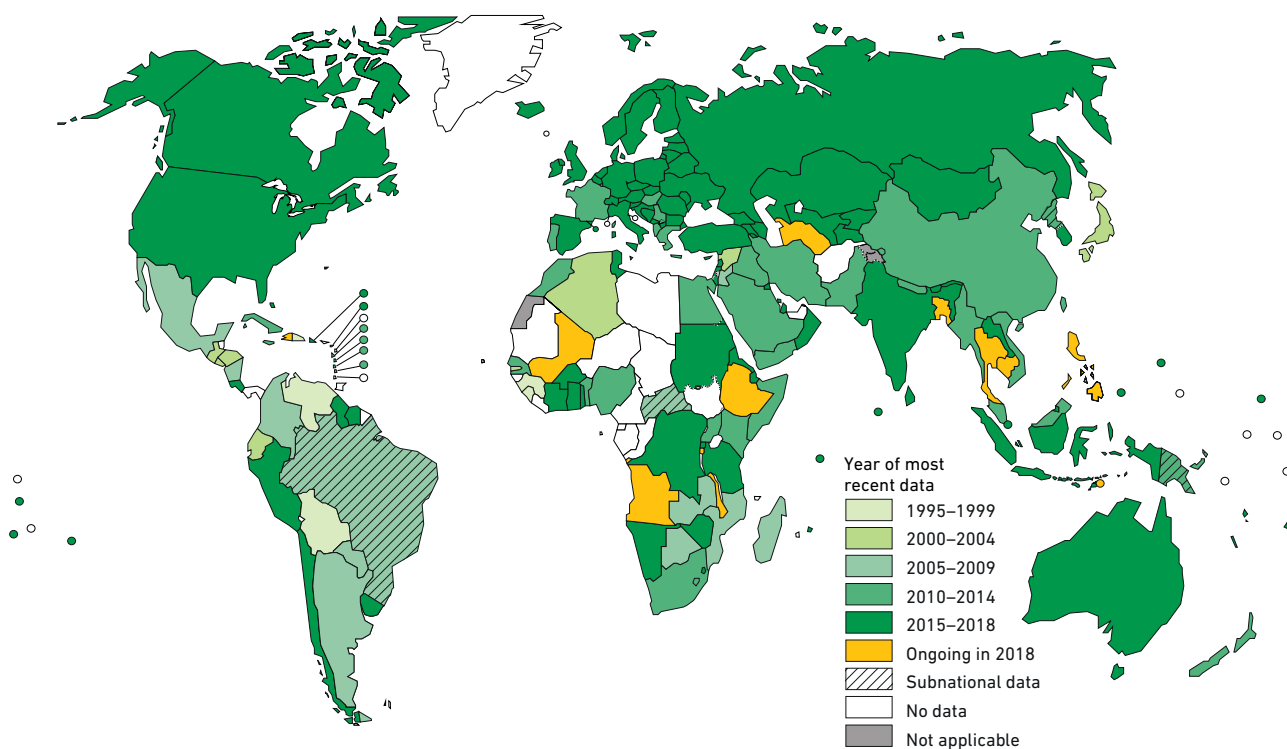 Year of most
recent data
1995–1999
2000–2004
2005–2009
2010–2014
2015–2018
Ongoing in 2018
Subnational data
No data
Not applicable